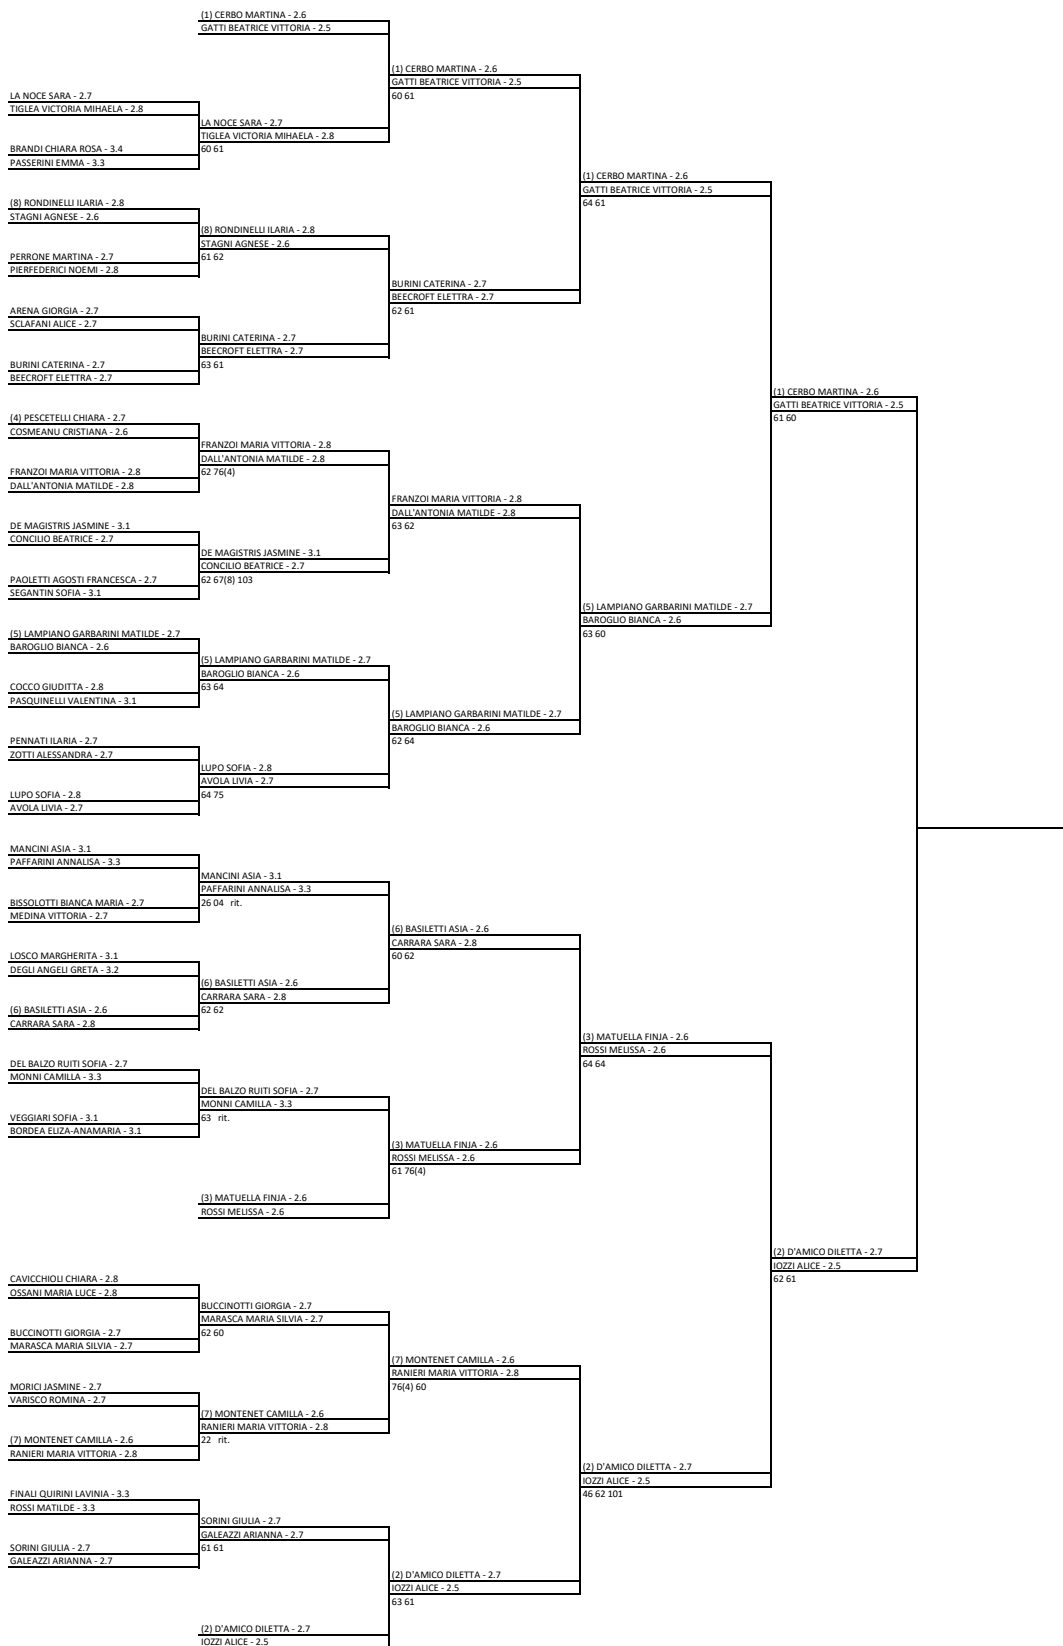 (1) CERBO MARTINA - 2.6
GATTI BEATRICE VITTORIA - 2.5
(1) CERBO MARTINA - 2.6
GATTI BEATRICE VITTORIA - 2.5
60 61
LA NOCE SARA - 2.7
TIGLEA VICTORIA MIHAELA - 2.8
LA NOCE SARA - 2.7
TIGLEA VICTORIA MIHAELA - 2.8
60 61
BRANDI CHIARA ROSA - 3.4
PASSERINI EMMA - 3.3
(1) CERBO MARTINA - 2.6
GATTI BEATRICE VITTORIA - 2.5
64 61
(8) RONDINELLI ILARIA - 2.8
STAGNI AGNESE - 2.6
(8) RONDINELLI ILARIA - 2.8
STAGNI AGNESE - 2.6
61 62
PERRONE MARTINA - 2.7
PIERFEDERICI NOEMI - 2.8
BURINI CATERINA - 2.7
BEECROFT ELETTRA - 2.7
62 61
ARENA GIORGIA - 2.7
SCLAFANI ALICE - 2.7
BURINI CATERINA - 2.7
BEECROFT ELETTRA - 2.7
63 61
BURINI CATERINA - 2.7
BEECROFT ELETTRA - 2.7
(1) CERBO MARTINA - 2.6
GATTI BEATRICE VITTORIA - 2.5
61 60
(4) PESCETELLI CHIARA - 2.7
COSMEANU CRISTIANA - 2.6
FRANZOI MARIA VITTORIA - 2.8
DALL'ANTONIA MATILDE - 2.8
62 76(4)
FRANZOI MARIA VITTORIA - 2.8
DALL'ANTONIA MATILDE - 2.8
FRANZOI MARIA VITTORIA - 2.8
DALL'ANTONIA MATILDE - 2.8
63 62
DE MAGISTRIS JASMINE - 3.1
CONCILIO BEATRICE - 2.7
DE MAGISTRIS JASMINE - 3.1
CONCILIO BEATRICE - 2.7
62 67(8) 103
PAOLETTI AGOSTI FRANCESCA - 2.7
SEGANTIN SOFIA - 3.1
(5) LAMPIANO GARBARINI MATILDE - 2.7
BAROGLIO BIANCA - 2.6
63 60
(5) LAMPIANO GARBARINI MATILDE - 2.7
BAROGLIO BIANCA - 2.6
(5) LAMPIANO GARBARINI MATILDE - 2.7
BAROGLIO BIANCA - 2.6
63 64
COCCO GIUDITTA - 2.8
PASQUINELLI VALENTINA - 3.1
(5) LAMPIANO GARBARINI MATILDE - 2.7
BAROGLIO BIANCA - 2.6
62 64
PENNATI ILARIA - 2.7
ZOTTI ALESSANDRA - 2.7
LUPO SOFIA - 2.8
AVOLA LIVIA - 2.7
64 75
LUPO SOFIA - 2.8
AVOLA LIVIA - 2.7
MANCINI ASIA - 3.1
PAFFARINI ANNALISA - 3.3
MANCINI ASIA - 3.1
PAFFARINI ANNALISA - 3.3
26 04 rit.
BISSOLOTTI BIANCA MARIA - 2.7
MEDINA VITTORIA - 2.7
(6) BASILETTI ASIA - 2.6
CARRARA SARA - 2.8
60 62
LOSCO MARGHERITA - 3.1
DEGLI ANGELI GRETA - 3.2
(6) BASILETTI ASIA - 2.6
CARRARA SARA - 2.8
62 62
(6) BASILETTI ASIA - 2.6
CARRARA SARA - 2.8
(3) MATUELLA FINJA - 2.6
ROSSI MELISSA - 2.6
64 64
DEL BALZO RUITI SOFIA - 2.7
MONNI CAMILLA - 3.3
DEL BALZO RUITI SOFIA - 2.7
MONNI CAMILLA - 3.3
63 rit.
VEGGIARI SOFIA - 3.1
BORDEA ELIZA-ANAMARIA - 3.1
(3) MATUELLA FINJA - 2.6
ROSSI MELISSA - 2.6
61 76(4)
(3) MATUELLA FINJA - 2.6
ROSSI MELISSA - 2.6
(2) D'AMICO DILETTA - 2.7
IOZZI ALICE - 2.5
62 61
CAVICCHIOLI CHIARA - 2.8
OSSANI MARIA LUCE - 2.8
BUCCINOTTI GIORGIA - 2.7
MARASCA MARIA SILVIA - 2.7
62 60
BUCCINOTTI GIORGIA - 2.7
MARASCA MARIA SILVIA - 2.7
(7) MONTENET CAMILLA - 2.6
RANIERI MARIA VITTORIA - 2.8
76(4) 60
MORICI JASMINE - 2.7
VARISCO ROMINA - 2.7
(7) MONTENET CAMILLA - 2.6
RANIERI MARIA VITTORIA - 2.8
22 rit.
(7) MONTENET CAMILLA - 2.6
RANIERI MARIA VITTORIA - 2.8
(2) D'AMICO DILETTA - 2.7
IOZZI ALICE - 2.5
46 62 101
FINALI QUIRINI LAVINIA - 3.3
ROSSI MATILDE - 3.3
SORINI GIULIA - 2.7
GALEAZZI ARIANNA - 2.7
61 61
SORINI GIULIA - 2.7
GALEAZZI ARIANNA - 2.7
(2) D'AMICO DILETTA - 2.7
IOZZI ALICE - 2.5
63 61
(2) D'AMICO DILETTA - 2.7
IOZZI ALICE - 2.5